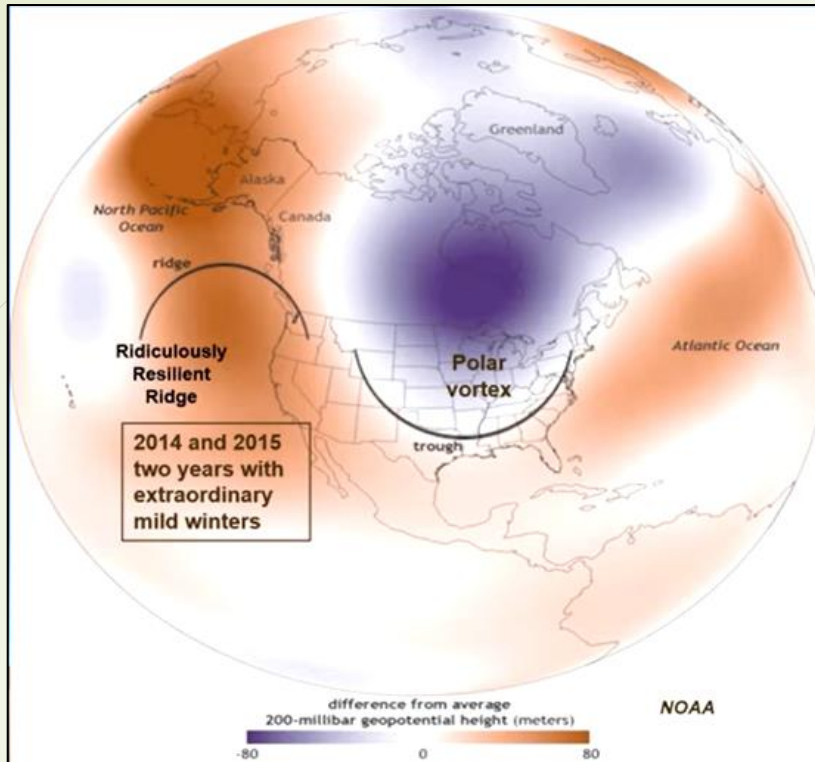 Greenland
Alaska
North Pacific
Ocean
Canada
ridge
Ridiculously
Resilient
Ridge
Polar
vortex
Atlantic Ocean
trough
2014 and 2015
two years with
extraordinary
mild winters
difference from average
200-millibar geopotential height (meters)
NOAA
-80 0 80